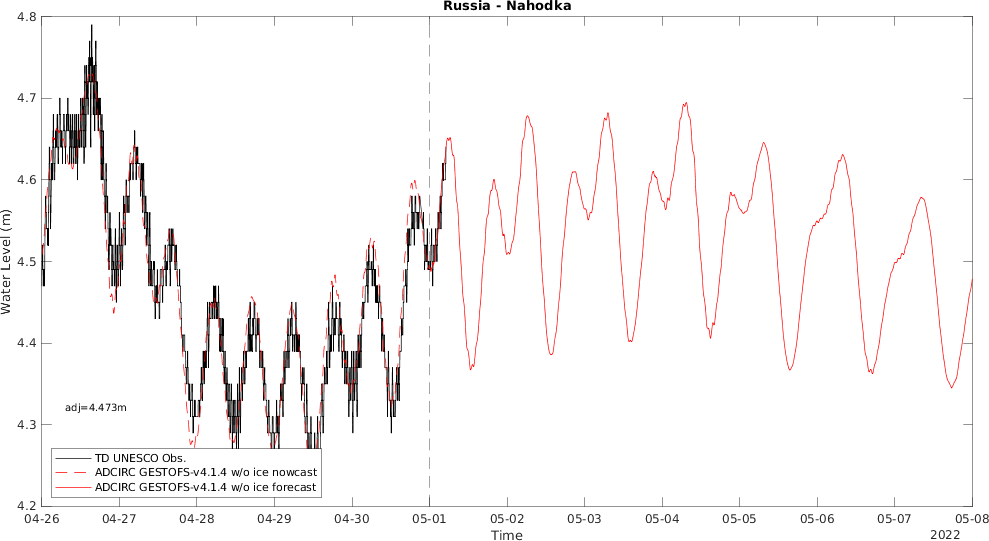 Russia - Nahodka
4.8
4.7
4.6
4.5
4.4
4.3
4.2
Water Level (m)
adj=4.473m
TD UNESCO Obs.
ADCIRC GESTOFS-v4.1.4 w/o ice nowcast
ADCIRC GESTOFS-v4.1.4 w/o ice forecast
04-26 04-27 04-28 04-29 04-30 05-01 05-02 05-03 05-04 05-05 05-06 05-07 05-08
Time
2022